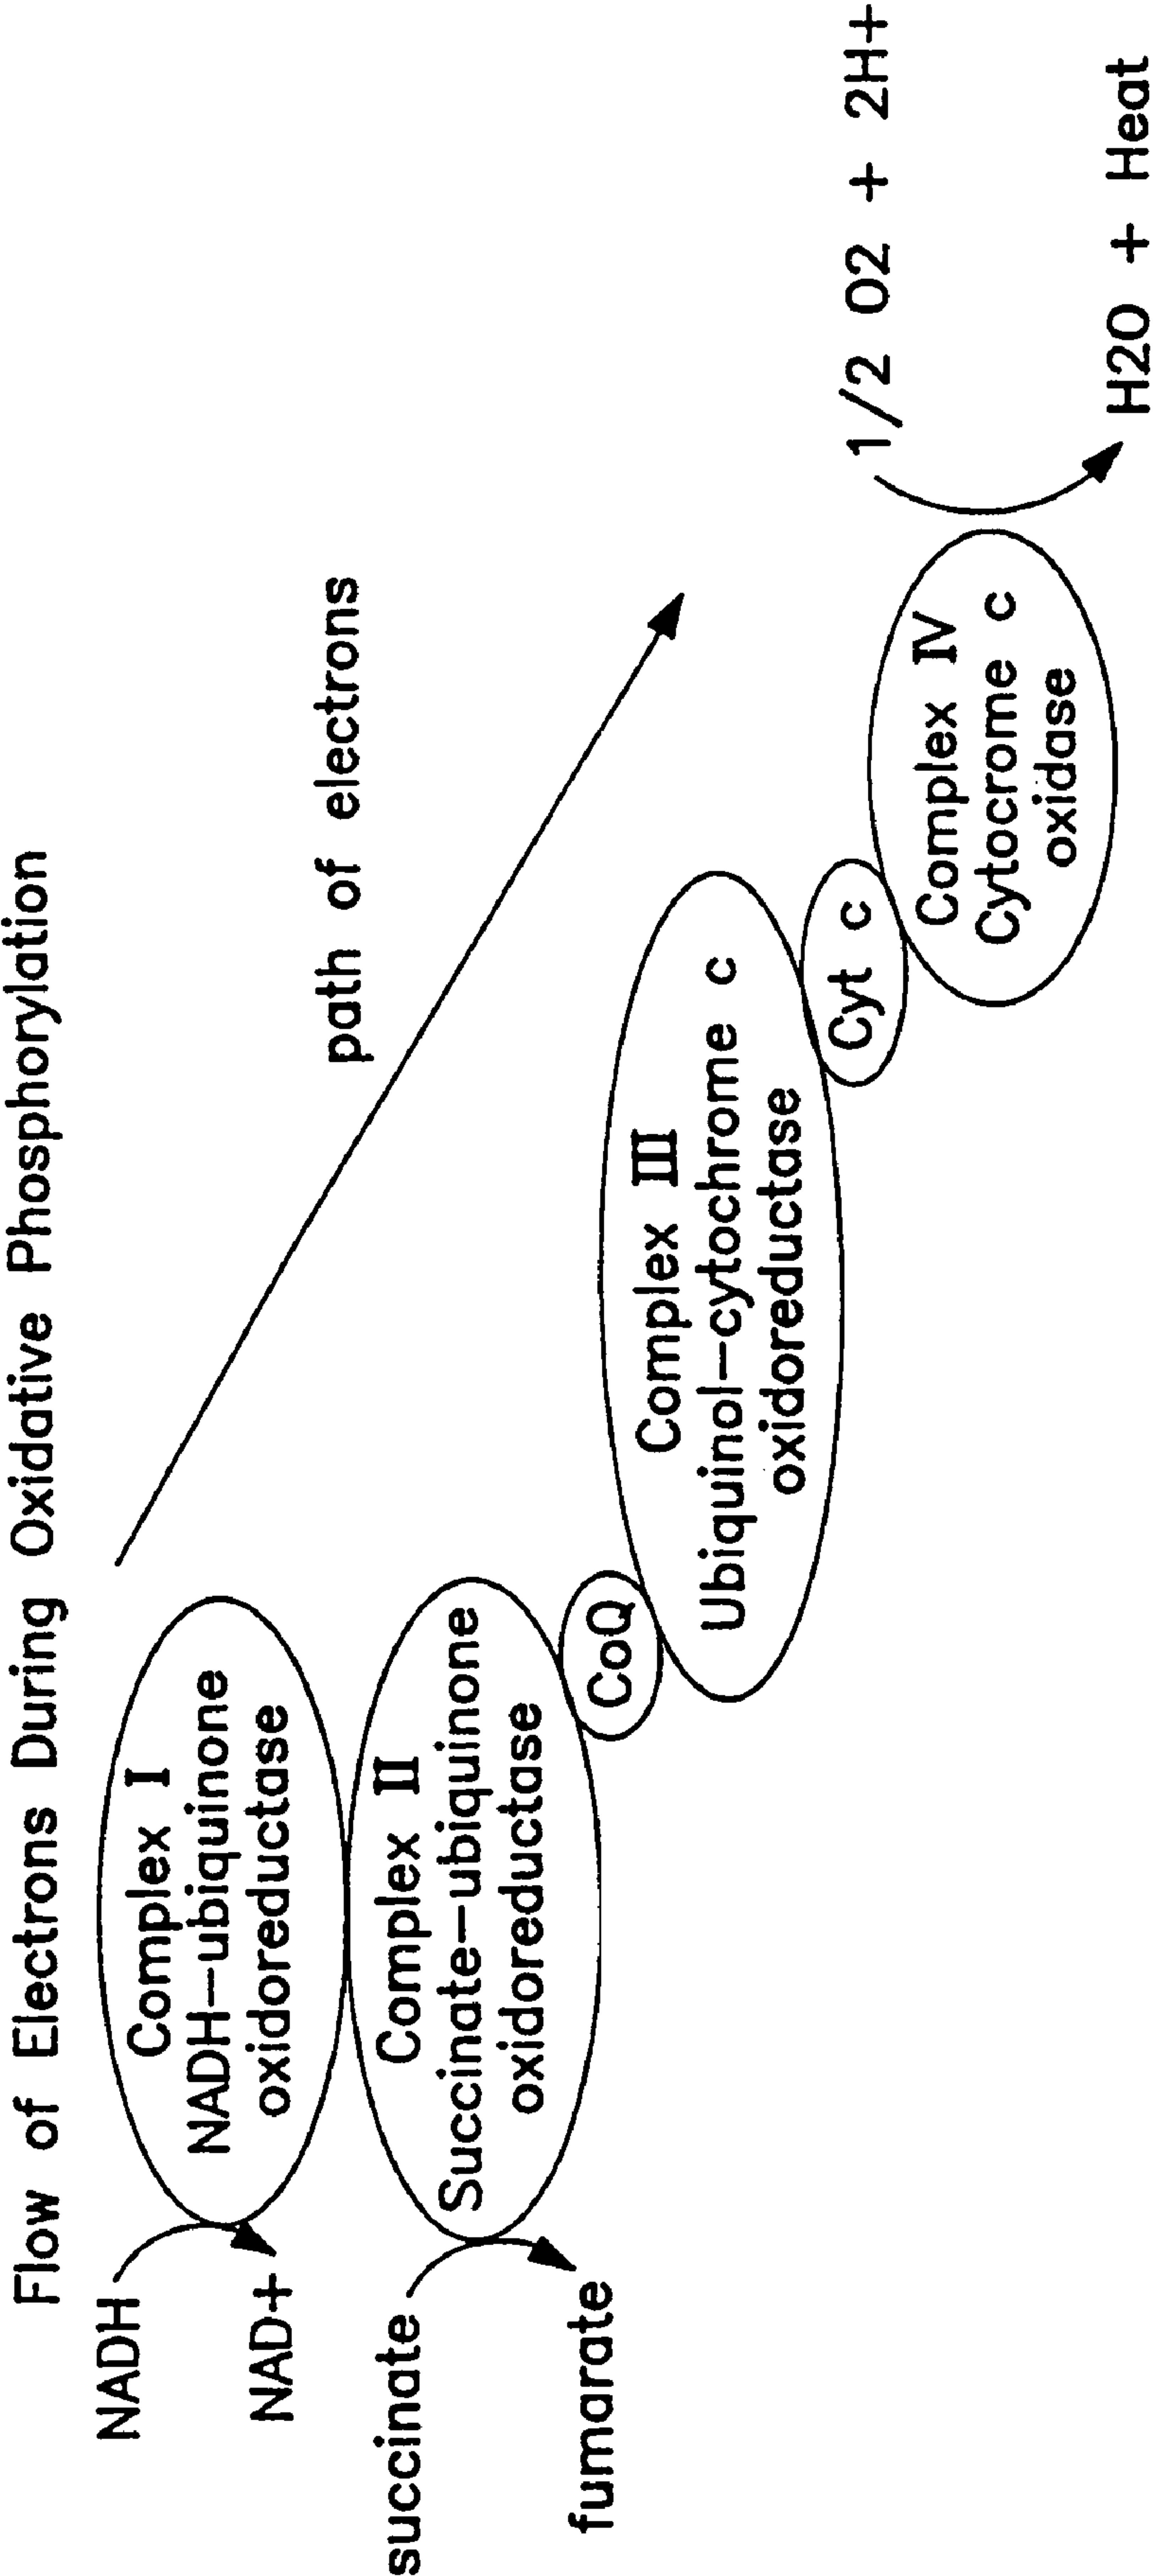 Flow of Electrons During Oxidative Phosphorylation
NADH
NAD+
Complex I
NADH-ubiquinone
oxidoreductase
path of electrons
succinate
fumarate
Complex II
Succinate-ubiquinone
oxidoreductase
CoQ
Complex III
Ubiquinol-cytochrome c
oxidoreductase
Cyt c
Complex IV
Cytocrome c
oxidase
1/2 O2 + 2H+
H2O + Heat